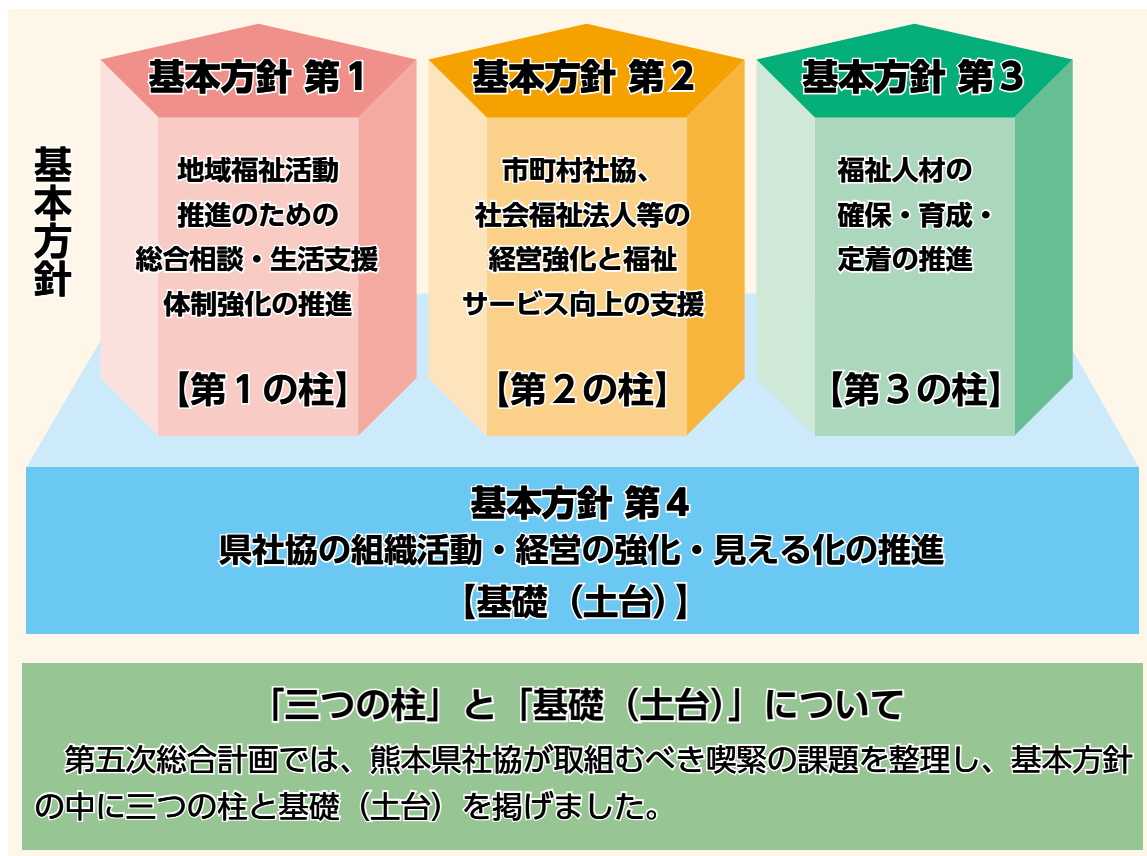 基本方針
基本方針 第１
地域福祉活動
推進のための
総合相談・生活支援
体制強化の推進
【第１の柱】
基本方針 第２
市町村社協、
社会福祉法人等の
経営強化と福祉
サービス向上の支援
【第２の柱】
基本方針 第３
福祉人材の
確保・育成・
定着の推進
【第３の柱】
基本方針 第４
県社協の組織活動・経営の強化・見える化の推進
【基礎（土台）】
「三つの柱」と「基礎（土台）」について
　第五次総合計画では、熊本県社協が取組むべき喫緊の課題を整理し、基本方針
の中に三つの柱と基礎（土台）を掲げました。